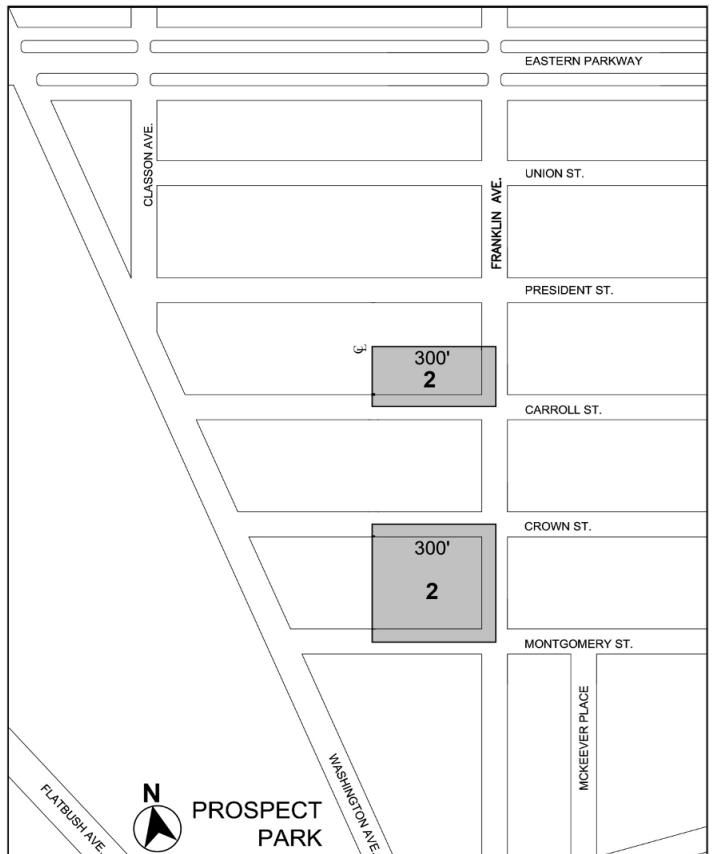 EASTERN PARKWAY
CLASSON AVE.
UNION ST.
FRANKLIN AVE.
PRESIDENT ST.
℄
300'
2
CARROLL ST.
CROWN ST.
300'
2
MONTGOMERY ST.
MCKEEVER PLACE
WASHINGTON AVE.
FLATBUSH AVE.
N
PROSPECT
PARK